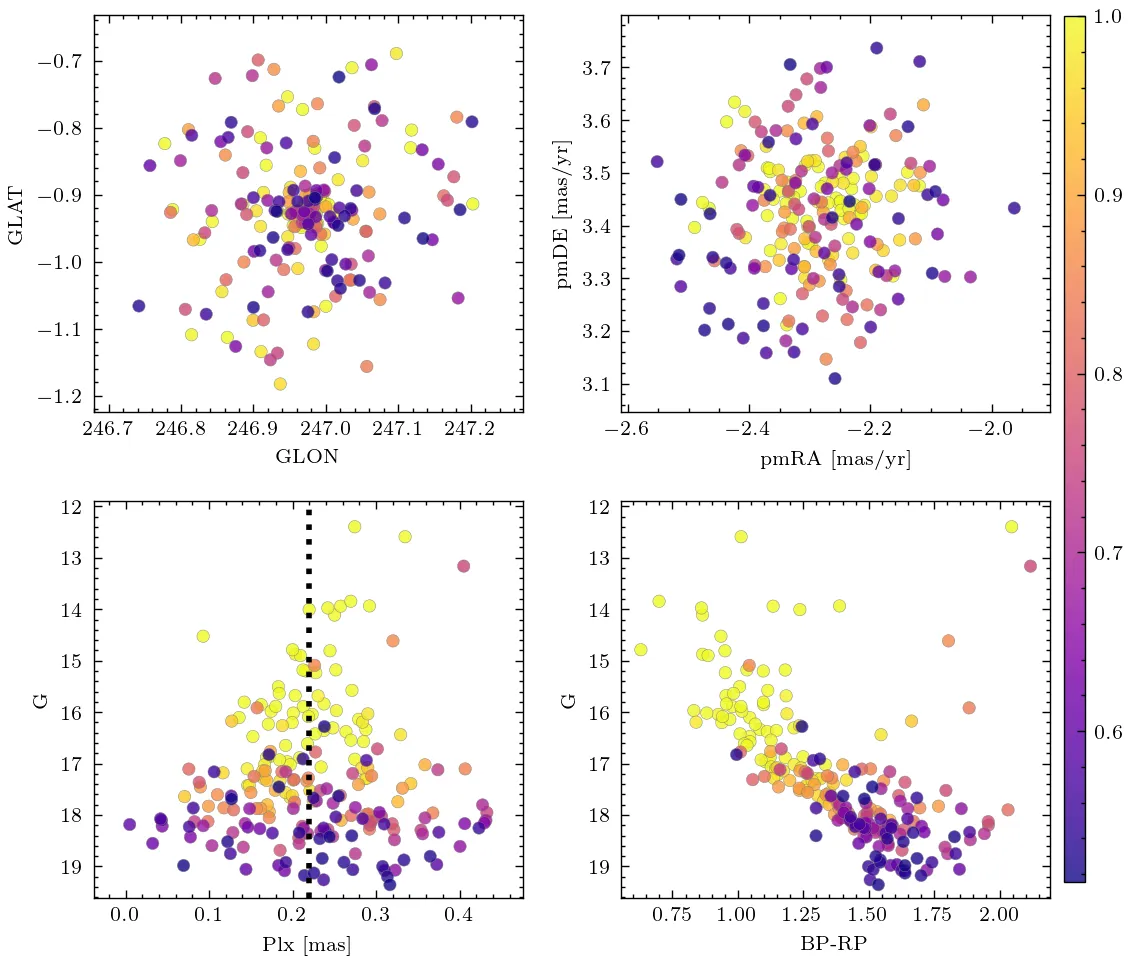 −0.7
−0.8
−0.9
−1.0
−1.1
−1.2
GLAT
246.7 246.8 246.9 247.0 247.1 247.2
GLON
3.7
3.6
3.5
3.4
3.3
3.2
3.1
pmDE [mas/yr]
−2.6 −2.4 −2.2 −2.0
pmRA [mas/yr]
1.0
0.9
0.8
0.7
0.6
12
13
14
15
16
17
18
19
G
0.0 0.1 0.2 0.3 0.4
Plx [mas]
12
13
14
15
16
17
18
19
G
0.75 1.00 1.25 1.50 1.75 2.00
BP-RP